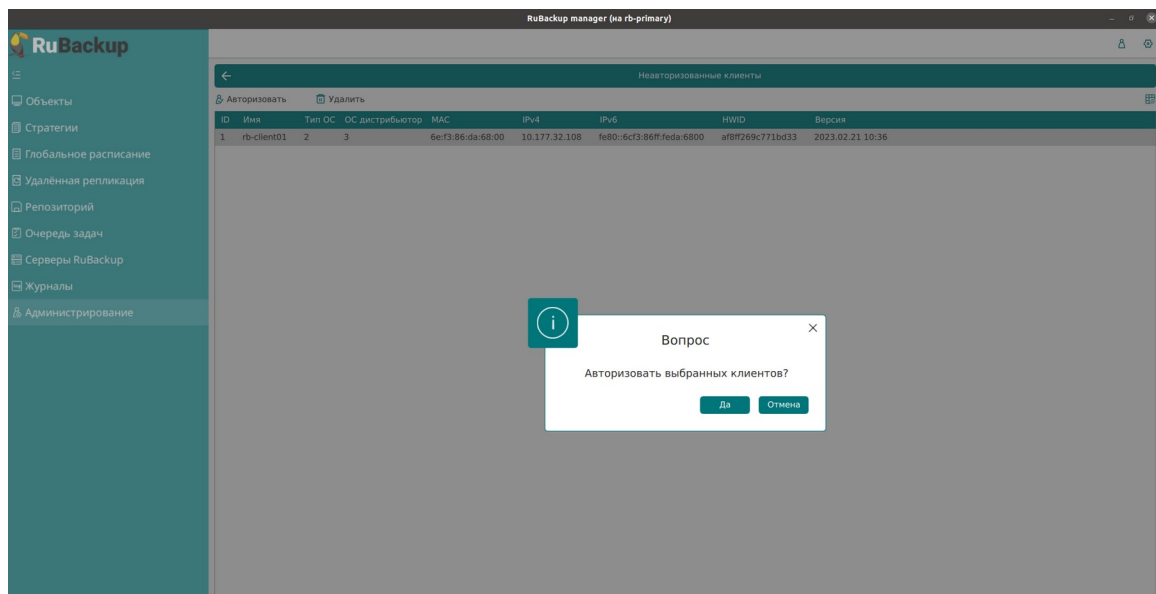 RuBackup manager (на rb-primary)
RuBackup
Объекты
Стратегии
Глобальное расписание
Удалённая репликация
Репозиторий
Очередь задач
Серверы RuBackup
Журналы
Администрирование
Неавторизованные клиенты
Авторизовать Удалить
ID Имя Тип ОС ОС дистрибьютор MAC IPv4 IPv6 HWID Версия
1 rb-client01 2 3 6e:f3:86:da:68:00 10.177.32.108 fe80::6cf3:86ff:feda:6800 af8ff269c771bd33 2023.02.21 10:36
Вопрос
Авторизовать выбранных клиентов?
Да Отмена